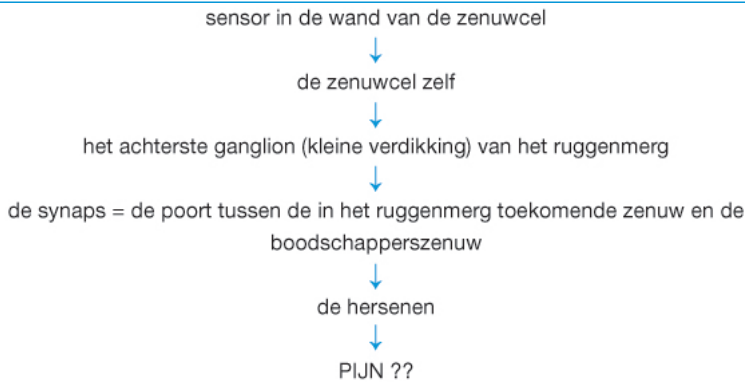 sensor in de wand van de zenuwcel
↓
de zenuwcel zelf
↓
het achterste ganglion (kleine verdikking) van het ruggenmerg
↓
de synaps = de poort tussen de in het ruggenmerg toekomende zenuw en de
boodschapperszenuw
↓
de hersenen
↓
PIJN ??